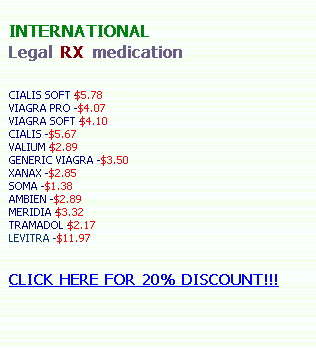 INTERNATIONAL
Legal RX medication
CIALIS SOFT $5.78
VIAGRA PRO -$4.07
VIAGRA SOFT $4.10
CIALIS -$5.67
VALIUM $2.89
GENERIC VIAGRA -$3.50
XANAX -$2.85
SOMA -$1.38
AMBIEN -$2.89
MERIDIA $3.32
TRAMADOL $2.17
LEVITRA -$11.97
CLICK HERE FOR 20% DISCOUNT!!!